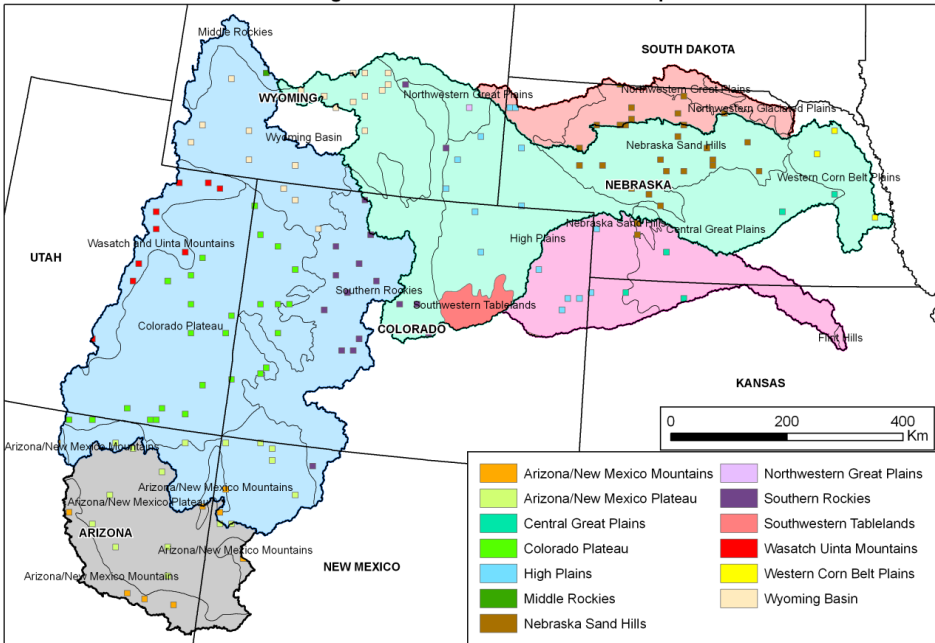 Middle Rockies
SOUTH DAKOTA
WYOMING
Northwestern Great Plains
Northwestern Great Plains
Northwestern Glaciated Plains
Wyoming Basin
Nebraska Sand Hills
NEBRASKA
Western Corn Belt Plains
Nebraska Sand Hills
Central Great Plains
UTAH
Wasatch and Uinta Mountains
High Plains
Southern Rockies
Southwestern Tablelands
Colorado Plateau
COLORADO
Flint Hills
KANSAS
0 200 400
Km
Arizona/New Mexico Mountains
Arizona/New Mexico Mountains
Arizona/New Mexico Plateau
ARIZONA
Arizona/New Mexico Mountains
NEW MEXICO
Arizona/New Mexico Mountains
Arizona/New Mexico Mountains
Arizona/New Mexico Plateau
Central Great Plains
Colorado Plateau
High Plains
Middle Rockies
Nebraska Sand Hills
Northwestern Great Plains
Southern Rockies
Southwestern Tablelands
Wasatch Uinta Mountains
Western Corn Belt Plains
Wyoming Basin